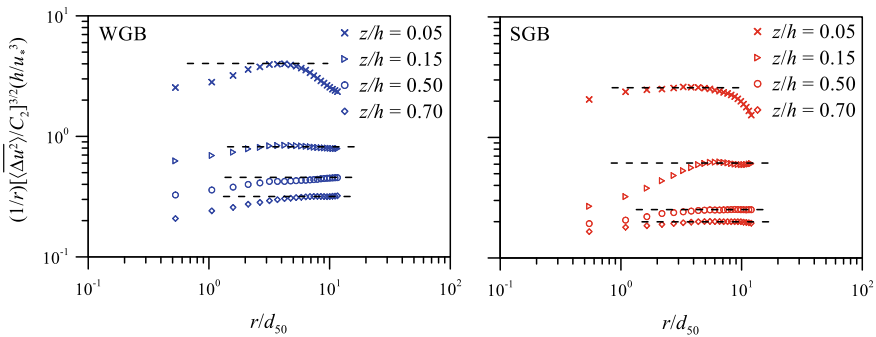 10¹
10⁰
10⁻¹
(1/r)[⟨Δu²⟩/C₂]³ᐟ²(h/u*³)
WGB
z/h = 0.05
z/h = 0.15
z/h = 0.50
z/h = 0.70
10⁻¹ 10⁰ 10¹ 10²
r/d₅₀
SGB
z/h = 0.05
z/h = 0.15
z/h = 0.50
z/h = 0.70
10⁻¹ 10⁰ 10¹ 10²
r/d₅₀